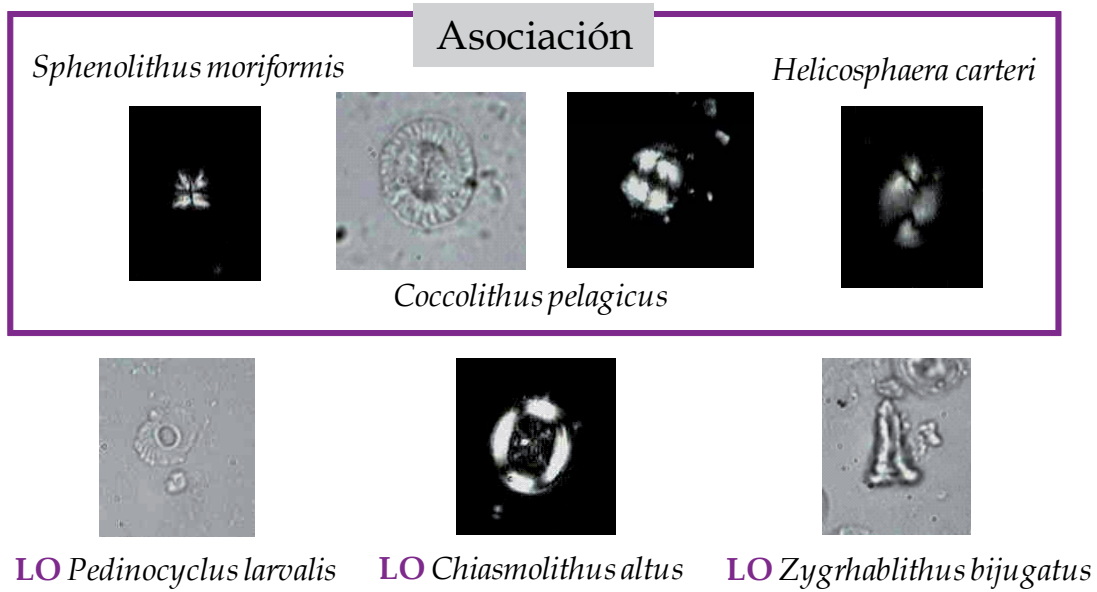 Asociación
Sphenolithus moriformis
Helicosphaera carteri
Coccolithus pelagicus
LO Pedinocyclus larvalis
LO Chiasmolithus altus
LO Zygrhablithus bijugatus